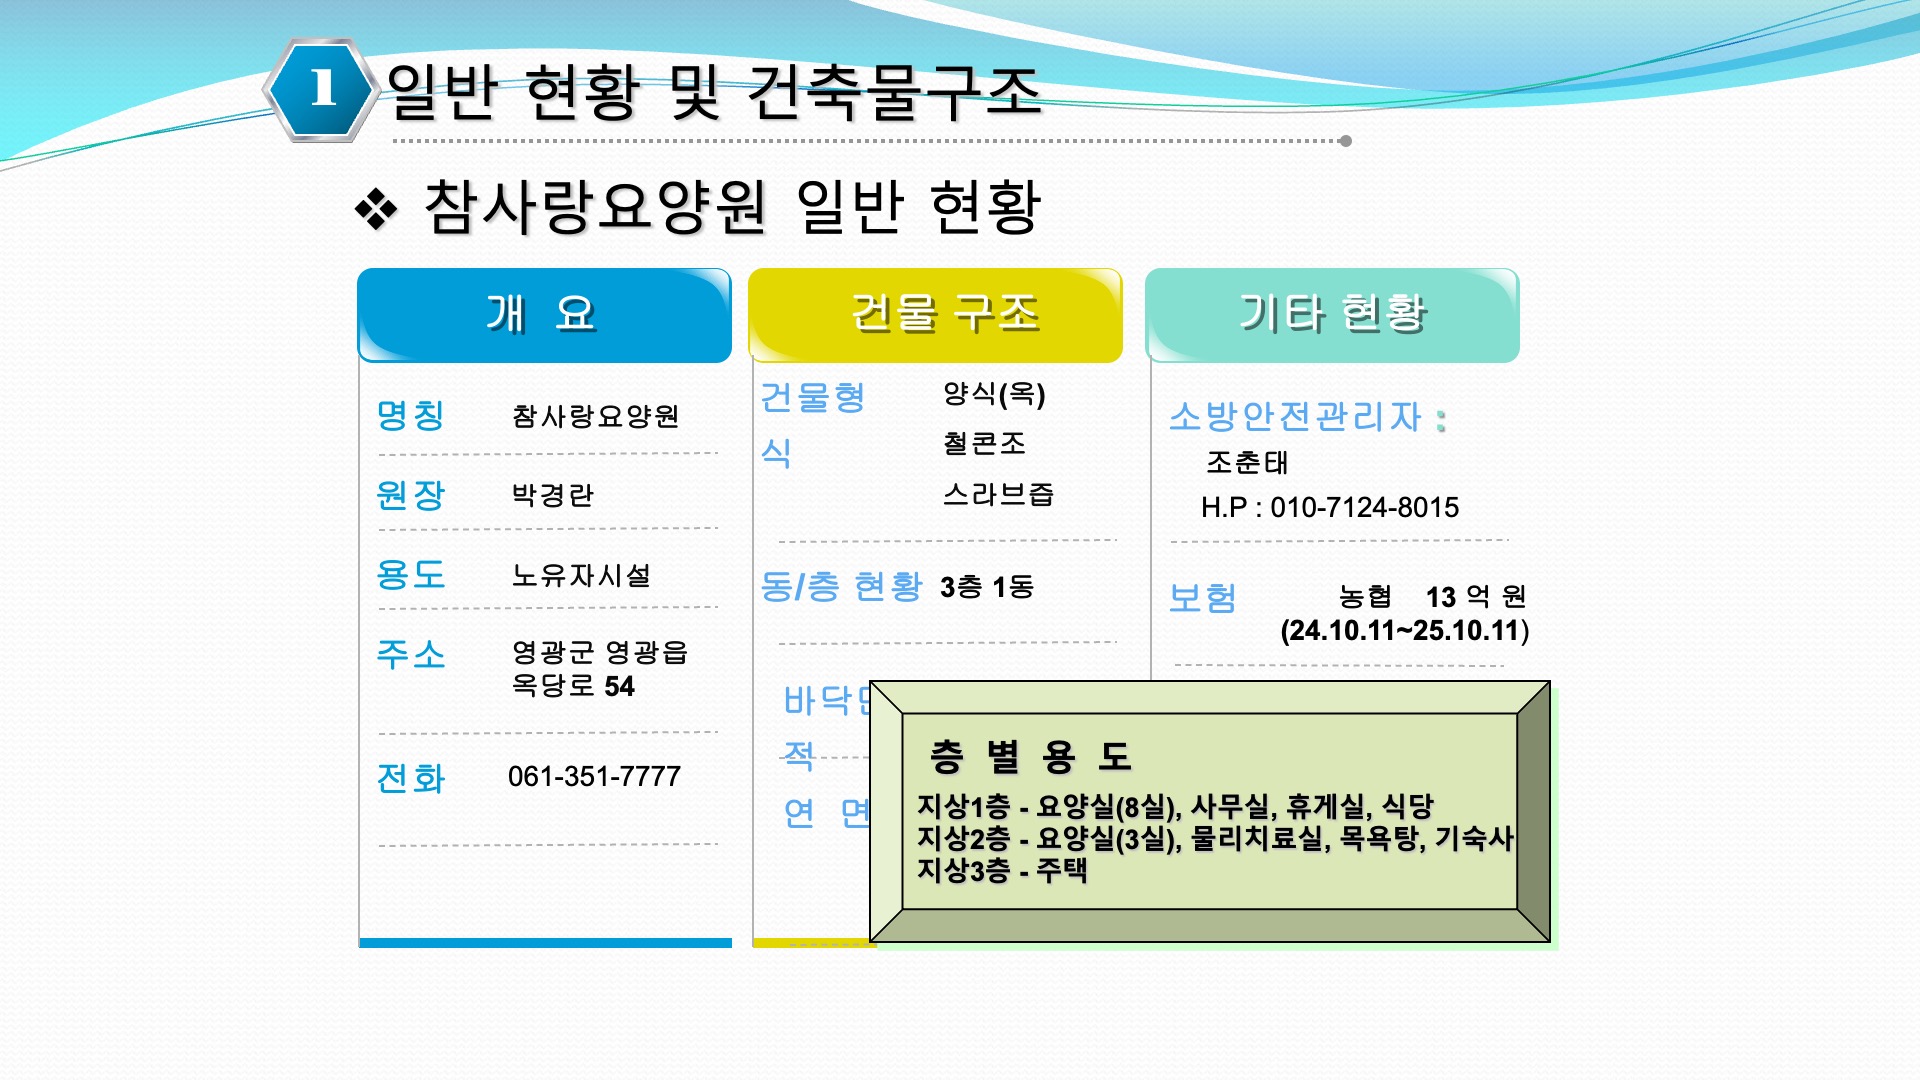 1 일반 현황 및 건축물구조
❖ 참사랑요양원 일반 현황
개 요
명칭 참사랑요양원
원장 박경란
용도 노유자시설
주소 영광군 영광읍
옥당로 54
전화 061-351-7777
건물 구조
건물형
식
양식(옥)
철콘조
스라브즙
동/층 현황 3층 1동
바닥
적
연 면
기타 현황
소방안전관리자 :
조춘태
H.P : 010-7124-8015
보험 농협 13 억 원
(24.10.11~25.10.11)
층 별 용 도
지상1층 - 요양실(8실), 사무실, 휴게실, 식당
지상2층 - 요양실(3실), 물리치료실, 목욕탕, 기숙사
지상3층 - 주택